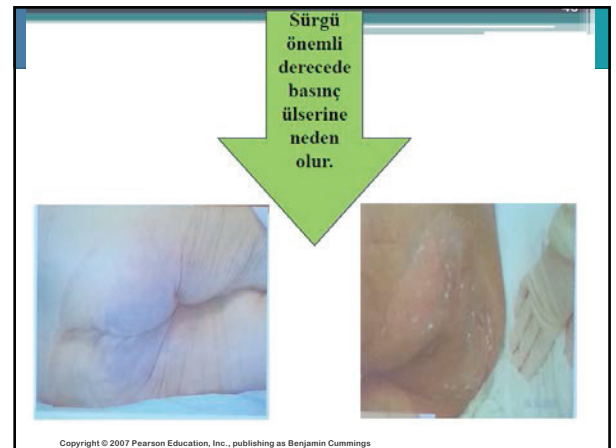 Sürgü
önemli
derecede
basınç
ülserine
neden
olur.
Copyright © 2007 Pearson Education, Inc., publishing as Benjamin Cummings